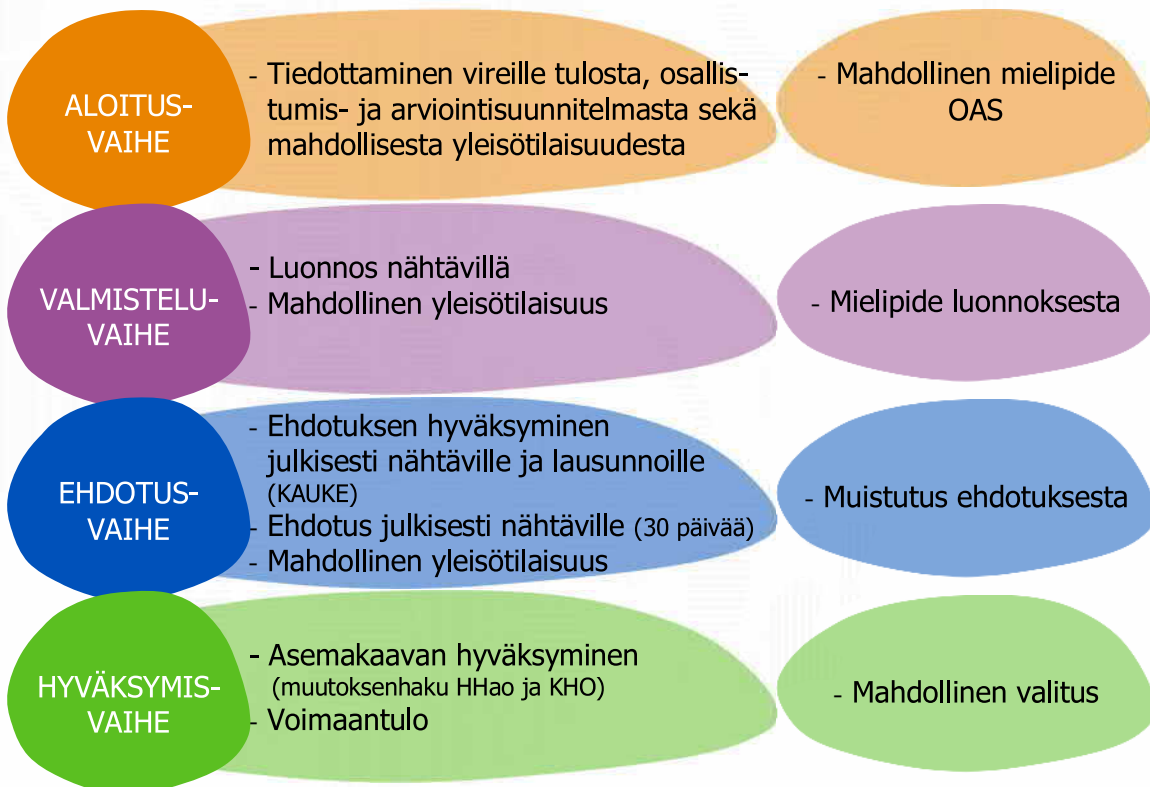 ALOITUS-
VAIHE
- Tiedottaminen vireille tulosta, osallis-
tumis- ja arviointisuunnitelmasta sekä
mahdollisesta yleisötilaisuudesta
- Mahdollinen mielipide
OAS
VALMISTELU-
VAIHE
- Luonnos nähtävillä
- Mahdollinen yleisötilaisuus
- Mielipide luonnoksesta
EHDOTUS-
VAIHE
- Ehdotuksen hyväksyminen
julkisesti nähtäville ja lausunnoille
(KAUKE)
- Ehdotus julkisesti nähtäville (30 päivää)
- Mahdollinen yleisötilaisuus
- Muistutus ehdotuksesta
HYVÄKSYMIS-
VAIHE
- Asemakaavan hyväksyminen
(muutoksenhaku HHao ja KHO)
- Voimaantulo
- Mahdollinen valitus